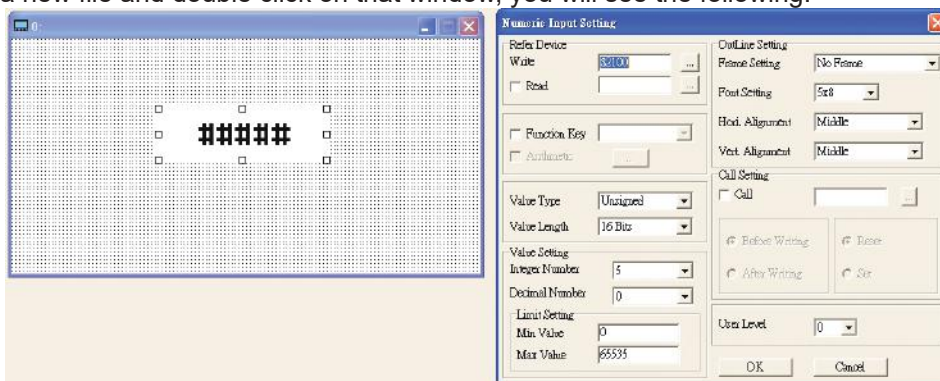 a new file and double click on that window, you will see the following:
0:
#####
Numeric Input Setting
Refer Device
Write
...
Read
...
Function Key
Arithmetic
...
Value Type Unsigned
Value Length 16 Bits
Value Setting
Integer Number 5
Decimal Number 0
Limit Setting
Min Value 0
Max Value 65535
OutLine Setting
Frame Setting No Frame
Font Setting 5x8
Hori. Alignment Middle
Vert. Alignment Middle
Call Setting
Call
...
Before Writing Reset
After Writing Set
User Level 0
OK Cancel